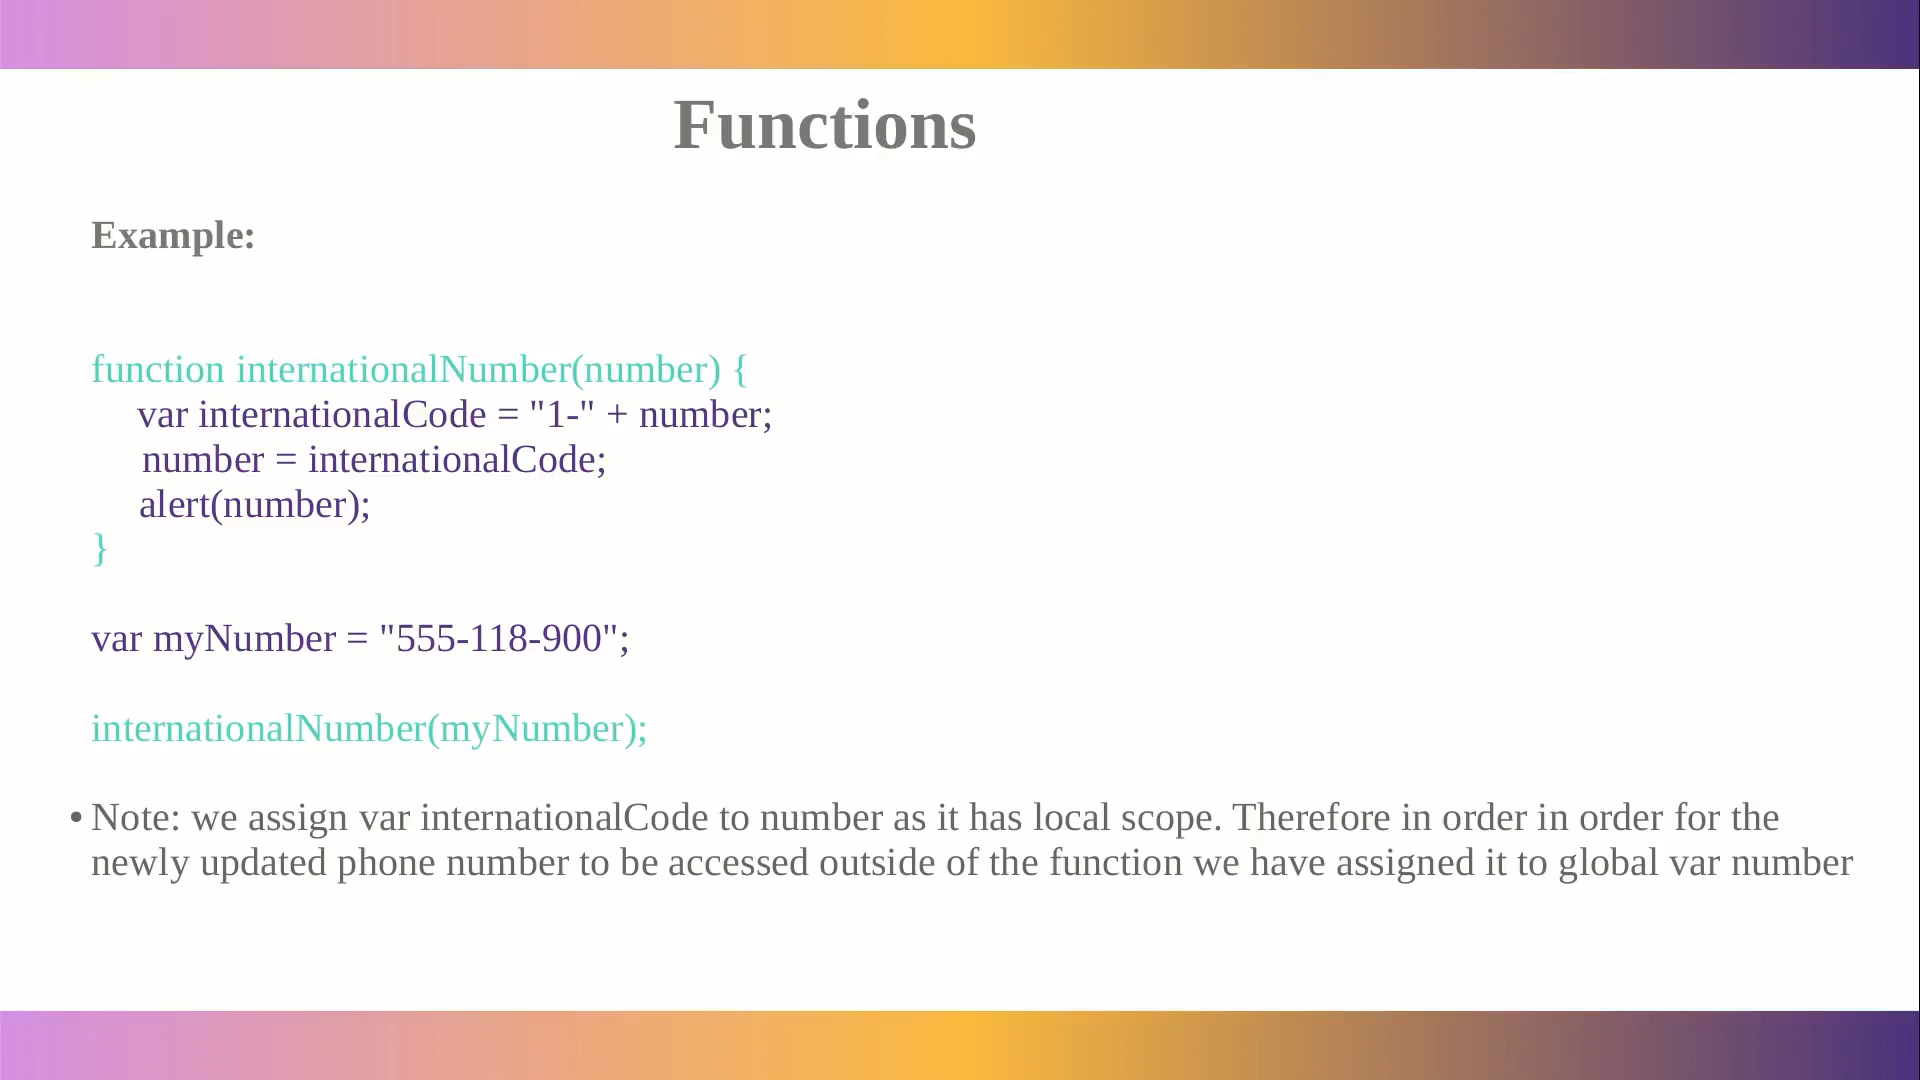 Functions
Example:
function internationalNumber(number) {
var internationalCode = "1-" + number;
number = internationalCode;
alert(number);
}
var myNumber = "555-118-900";
internationalNumber(myNumber);
• Note: we assign var internationalCode to number as it has local scope. Therefore in order in order for the
newly updated phone number to be accessed outside of the function we have assigned it to global var number